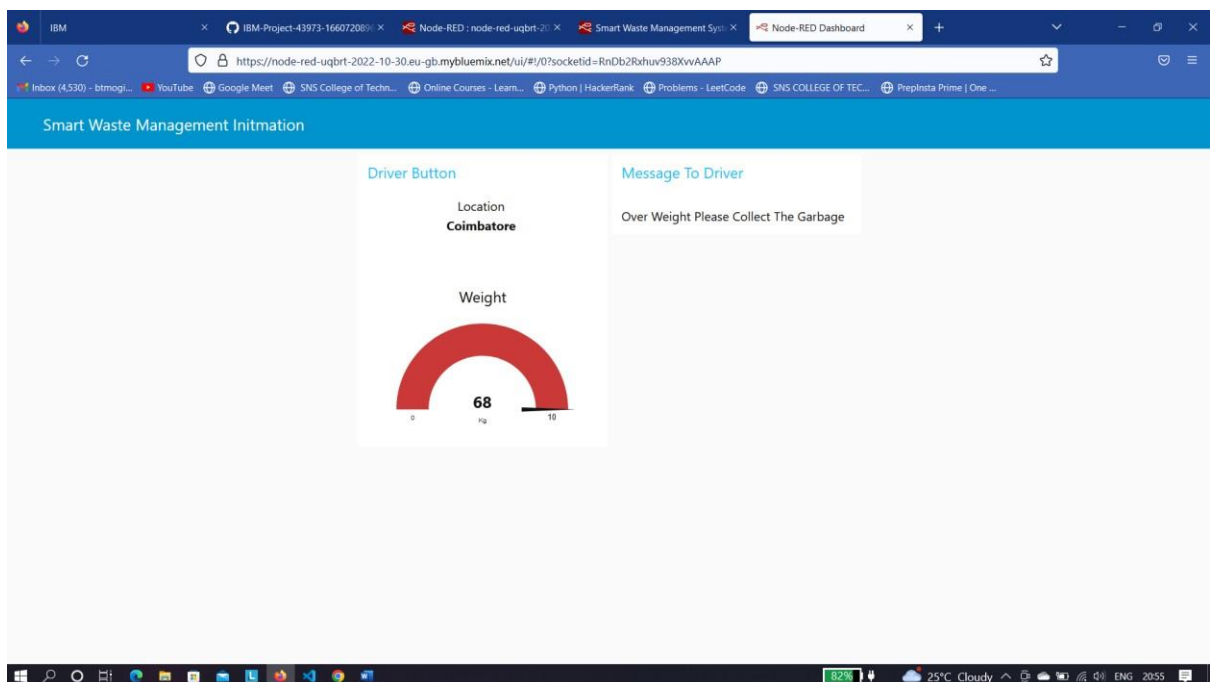 IBM
IBM-Project-43973-1660720896
Node-RED : node-red-uqbrt-20
Smart Waste Management Syst
Node-RED Dashboard
https://node-red-uqbrt-2022-10-30.eu-gb.mybluemix.net/ui/#!/0?socketid=RnDb2Rxhuv938XvvAAAP
Inbox (4,530) - btmogi...
YouTube
Google Meet
SNS College of Techn...
Online Courses - Learn...
Python | HackerRank
Problems - LeetCode
SNS COLLEGE OF TEC...
PrepInsta Prime | One ...
Smart Waste Management Initmation
Driver Button
Location
Coimbatore
Weight
68
Kg
0
10
Message To Driver
Over Weight Please Collect The Garbage
82%
25°C Cloudy
ENG
20:55